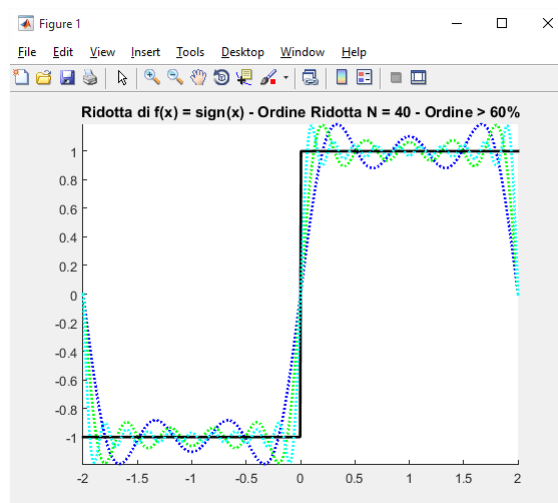 Figure 1
File Edit View Insert Tools Desktop Window Help
Ridotta di f(x) = sign(x) - Ordine Ridotta N = 40 - Ordine > 60%
1
0.8
0.6
0.4
0.2
0
-0.2
-0.4
-0.6
-0.8
-1
-2 -1.5 -1 -0.5 0 0.5 1 1.5 2